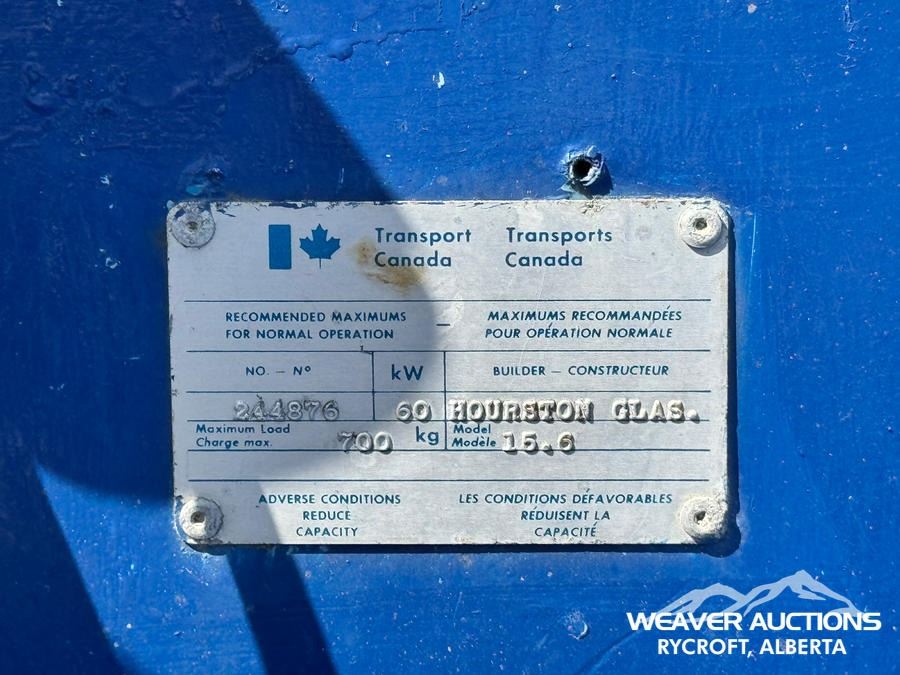 Transport Transports
Canada Canada
RECOMMENDED MAXIMUMS — MAXIMUMS RECOMMANDÉES
FOR NORMAL OPERATION POUR OPÉRATION NORMALE
NO. — Nº kW BUILDER — CONSTRUCTEUR
244876 60 HOURSTON GLAS.
Maximum Load Model
Charge max. 700 kg Modèle 15.6
ADVERSE CONDITIONS LES CONDITIONS DÉFAVORABLES
REDUCE RÉDUISENT LA
CAPACITY CAPACITÉ
WEAVER AUCTIONS
RYCROFT, ALBERTA